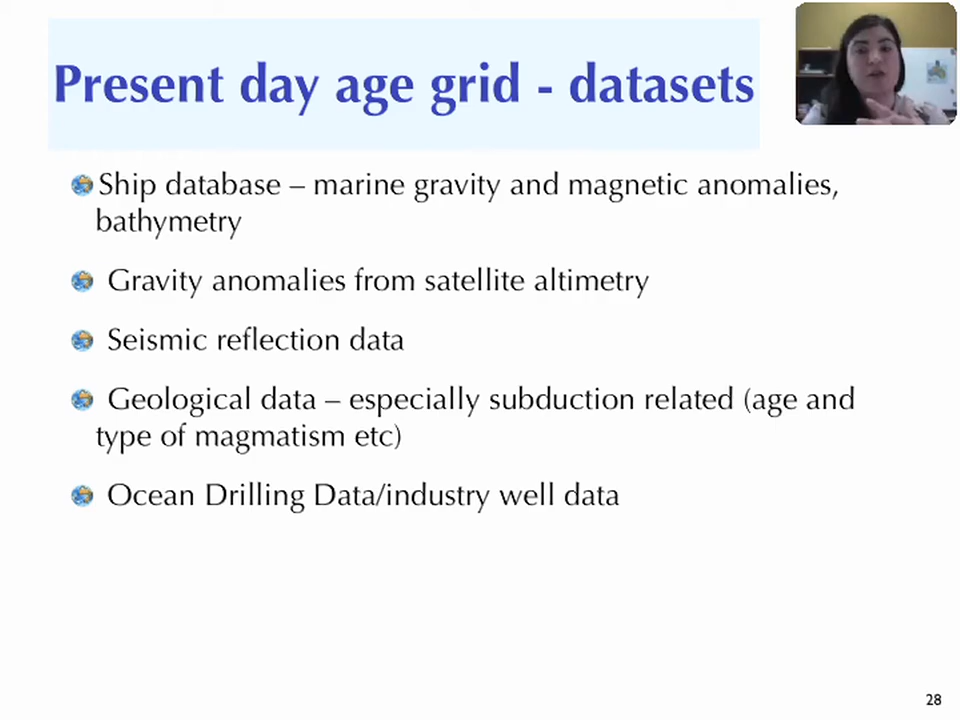 Present day age grid - datasets
Ship database – marine gravity and magnetic anomalies,
bathymetry
Gravity anomalies from satellite altimetry
Seismic reflection data
Geological data – especially subduction related (age and
type of magmatism etc)
Ocean Drilling Data/industry well data
28